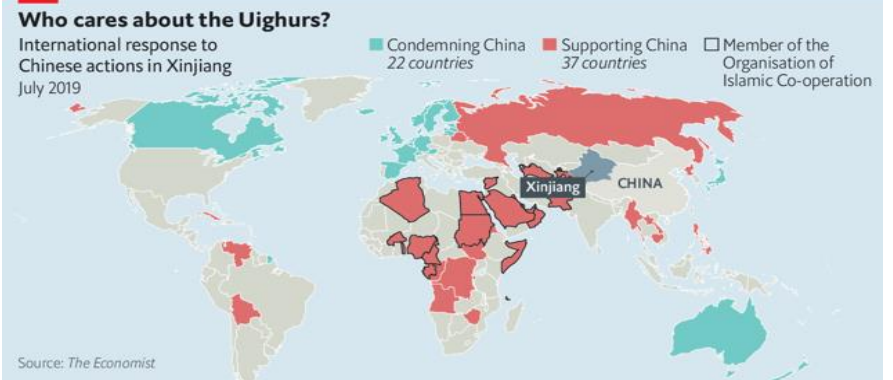 Who cares about the Uighurs?
International response to
Chinese actions in Xinjiang
July 2019
Condemning China
22 countries
Supporting China
37 countries
Member of the
Organisation of
Islamic Co-operation
Xinjiang
CHINA
Source: The Economist